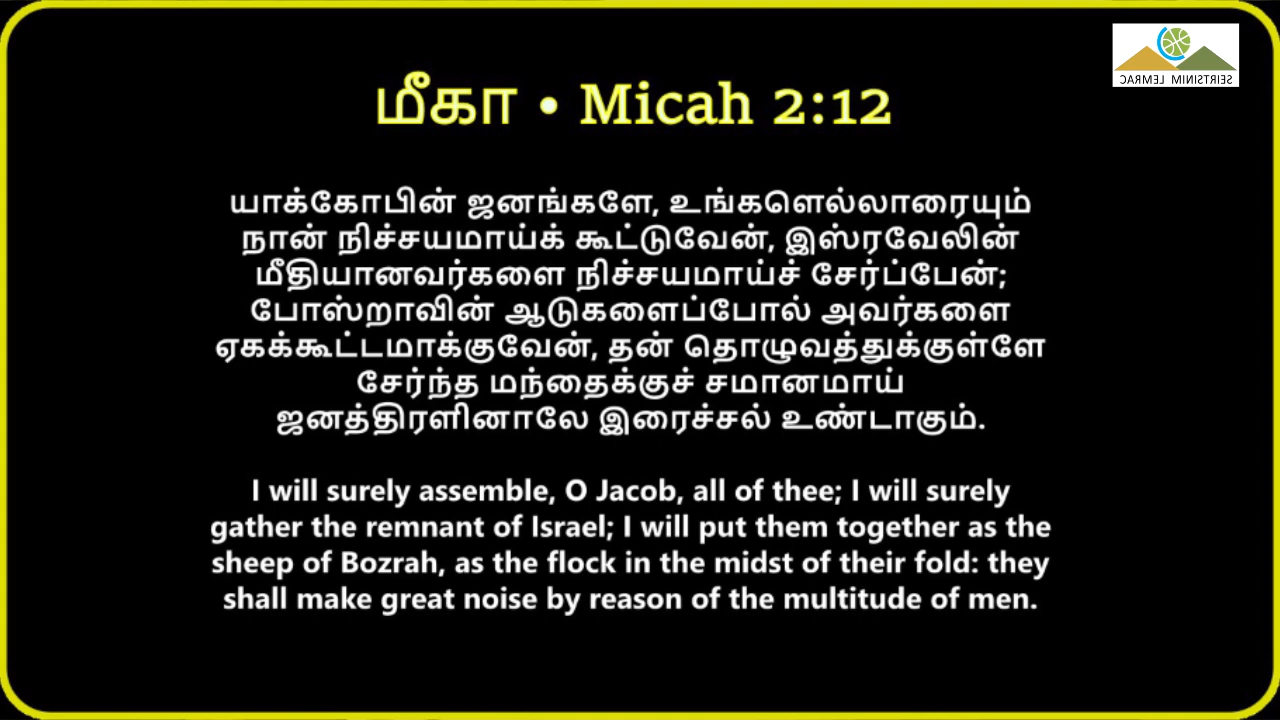 CARMEL MINISTRIES
மீகா • Micah 2:12
யாக்கோபின் ஜனங்களே, உங்களெல்லாரையும்
நான் நிச்சயமாய்க் கூட்டுவேன், இஸ்ரவேலின்
மீதியானவர்களை நிச்சயமாய்ச் சேர்ப்பேன்;
போஸ்றாவின் ஆடுகளைப்போல் அவர்களை
ஏகக்கூட்டமாக்குவேன், தன் தொழுவத்துக்குள்ளே
சேர்ந்த மந்தைக்குச் சமானமாய்
ஜனத்திரளினாலே இரைச்சல் உண்டாகும்.
I will surely assemble, O Jacob, all of thee; I will surely
gather the remnant of Israel; I will put them together as the
sheep of Bozrah, as the flock in the midst of their fold: they
shall make great noise by reason of the multitude of men.